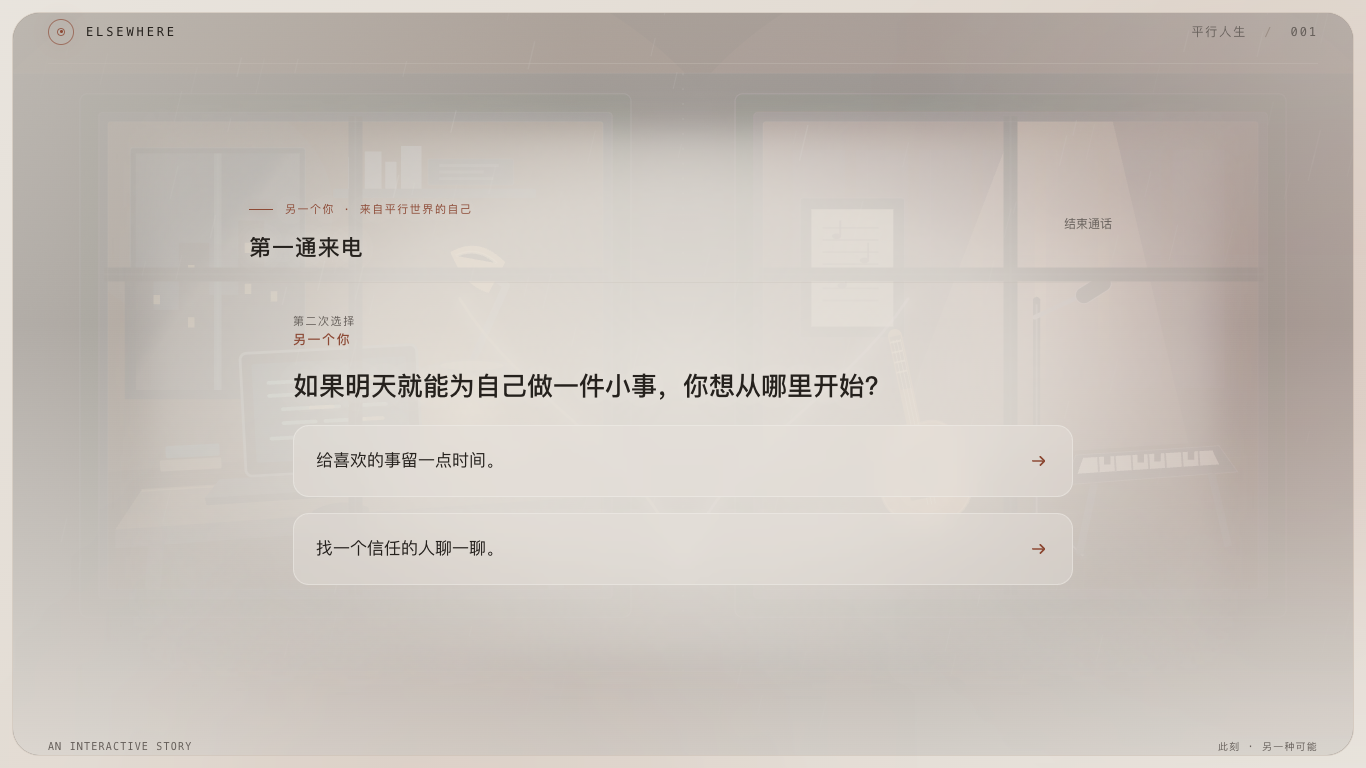 ELSEWHERE
平行人生 / 001
另一个你 · 来自平行世界的自己
第一通来电
结束通话
第二次选择
另一个你
如果明天就能为自己做一件小事，你想从哪里开始？
给喜欢的事留一点时间。
找一个信任的人聊一聊。
AN INTERACTIVE STORY
此刻 · 另一种可能